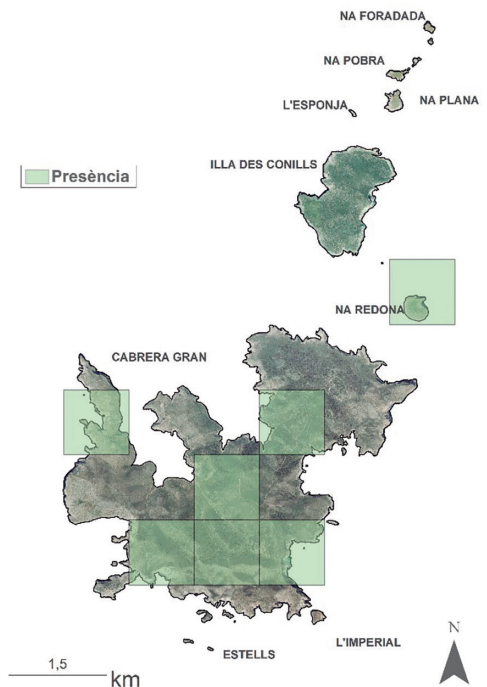 NA FORADADA
NA POBRA
NA PLANA
L'ESPONJA
ILLA DES CONILLS
Presència
NA REDONA
CABRERA GRAN
L'IMPERIAL
ESTELLS
N
1,5
km